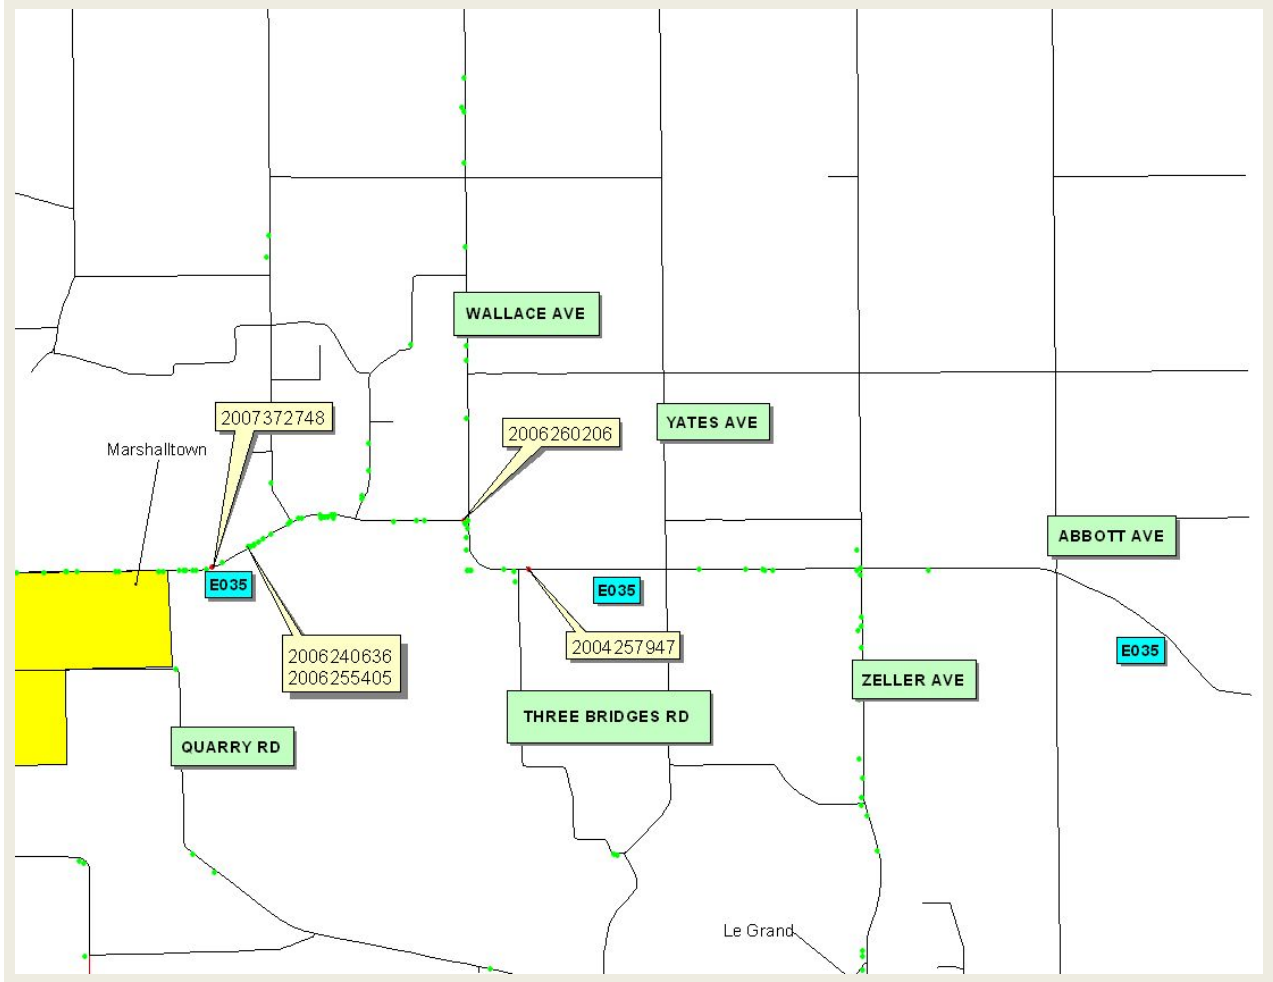 WALLACE AVE
2007372748
YATES AVE
2006260206
Marshalltown
ABBOTT AVE
E035
E035
2004257947
E035
2006240636
2006255405
ZELLER AVE
THREE BRIDGES RD
QUARRY RD
Le Grand